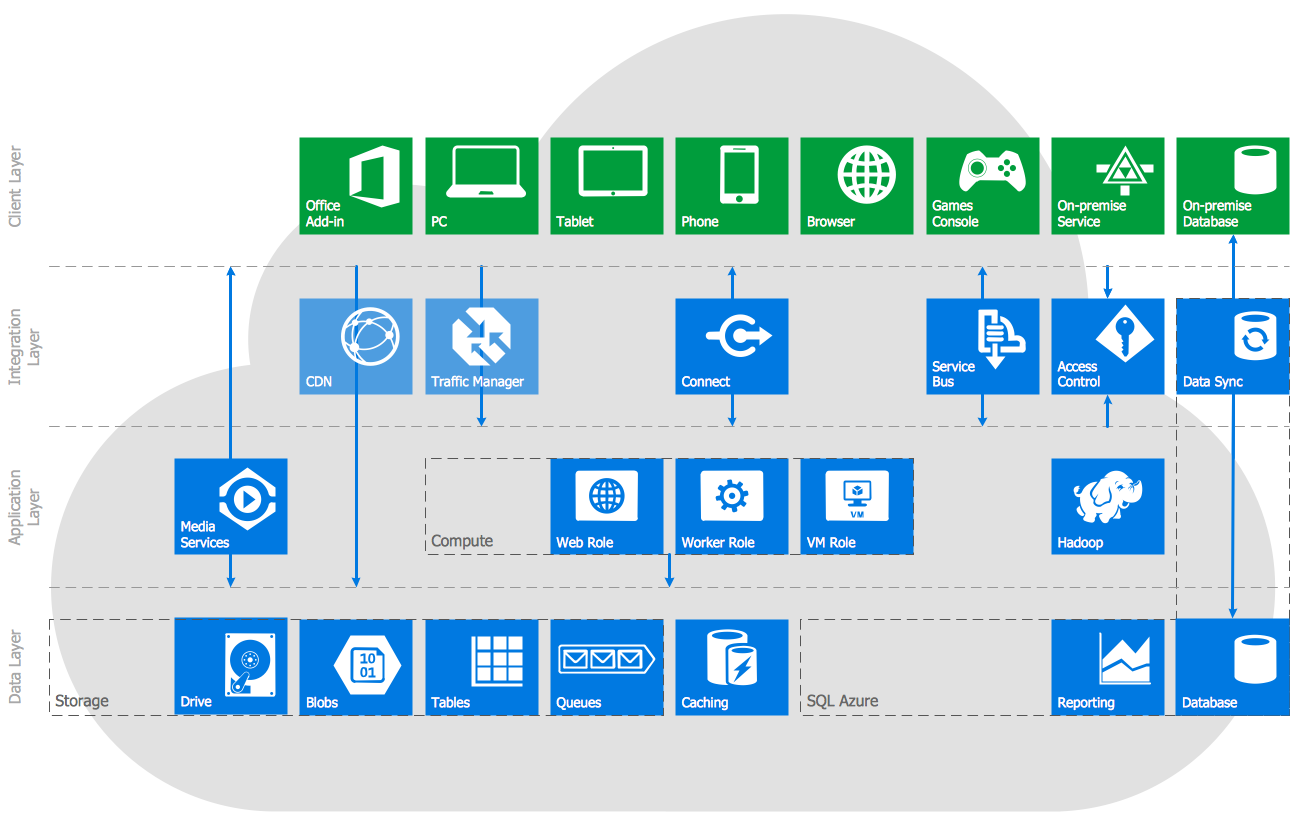 Client Layer
Office
Add-in
PC
Tablet
Phone
Browser
Games
Console
On-premise
Service
On-premise
Database
Integration
Layer
CDN
Traffic Manager
Connect
Service
Bus
Access
Control
Data Sync
Application
Layer
Media
Services
Compute
Web Role
Worker Role
VM
VM Role
Hadoop
Data Layer
Storage
Drive
10
01
Blobs
Tables
Queues
Caching
SQL Azure
Reporting
Database